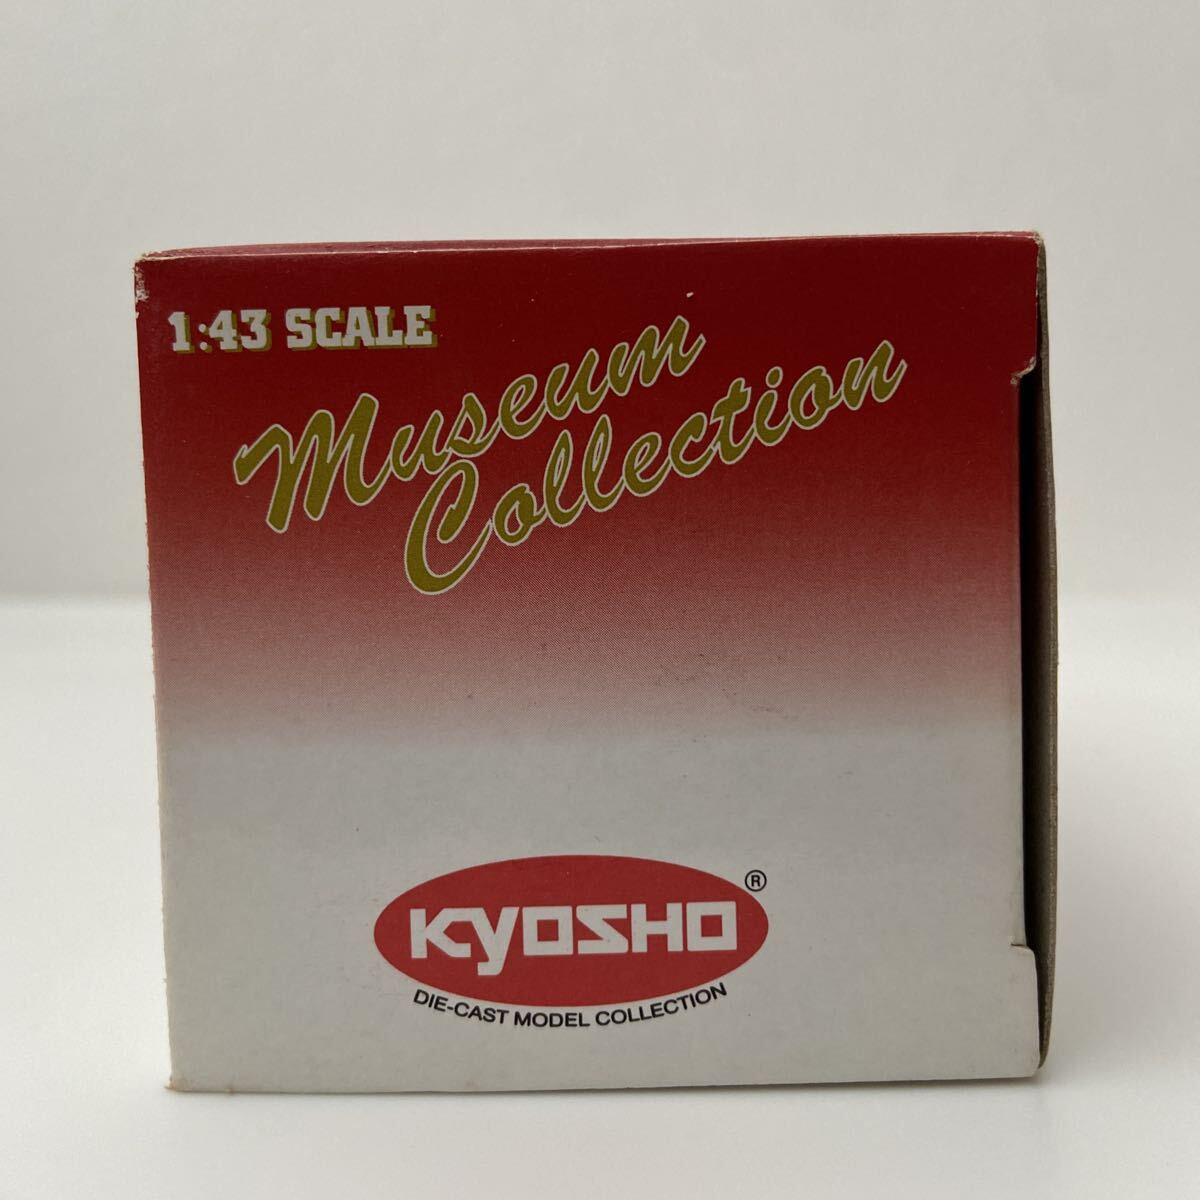 1:43 SCALE
Museum
Collection
KYOSHO ®
DIE-CAST MODEL COLLECTION